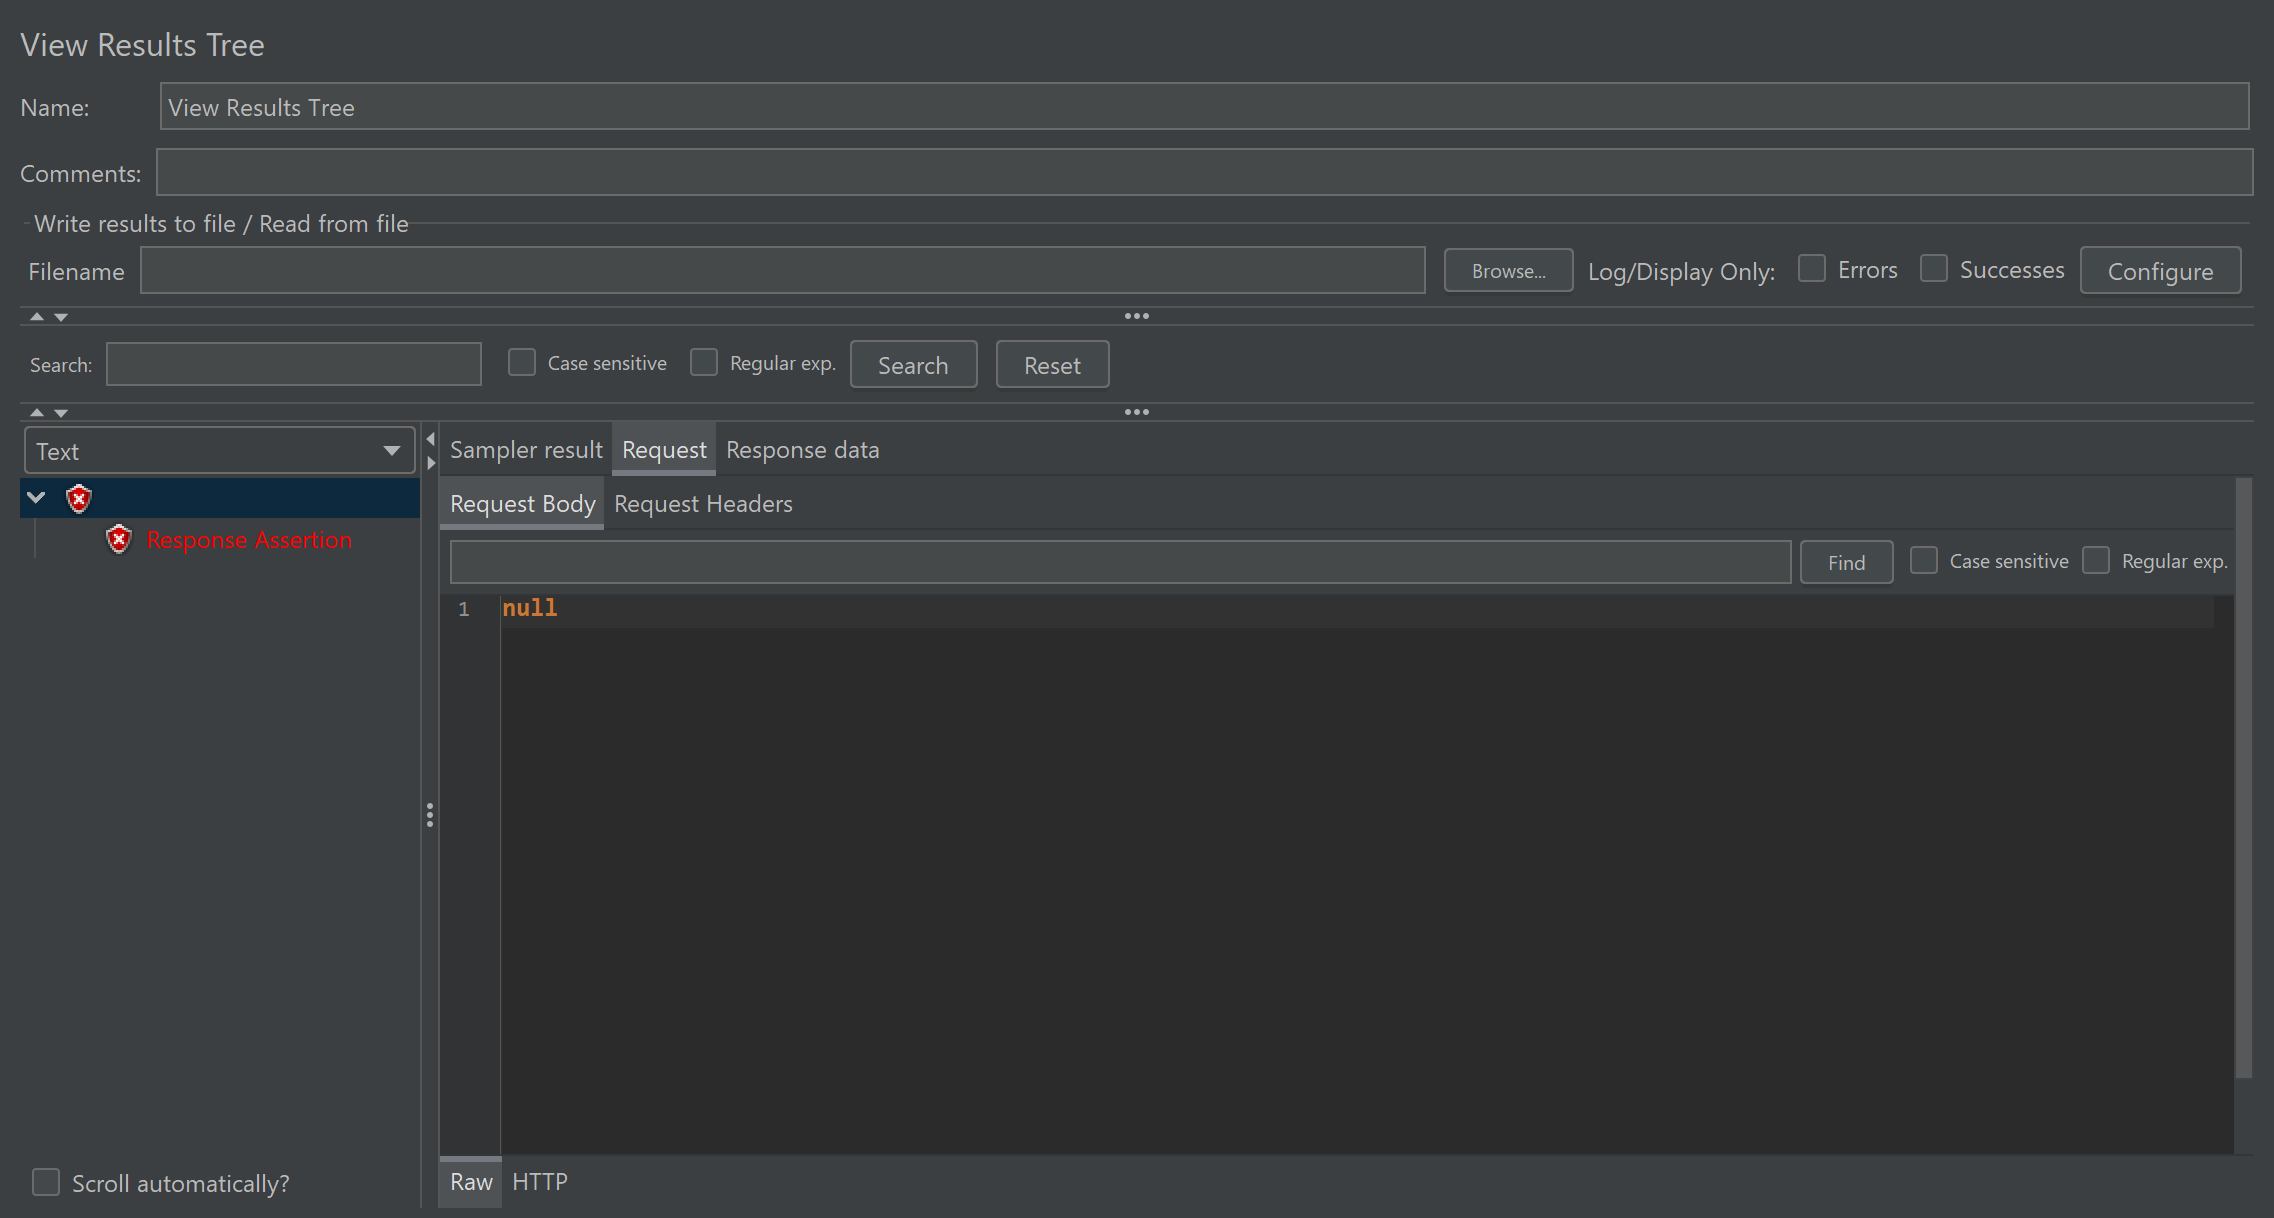 View Results Tree
Name: View Results Tree
Comments:
Write results to file / Read from file
Filename Browse... Log/Display Only: Errors Successes Configure
Search: Case sensitive Regular exp. Search Reset
Text
Sampler result Request Response data
Request Body Request Headers
Response Assertion
Find Case sensitive Regular exp.
1 null
Scroll automatically?
Raw HTTP